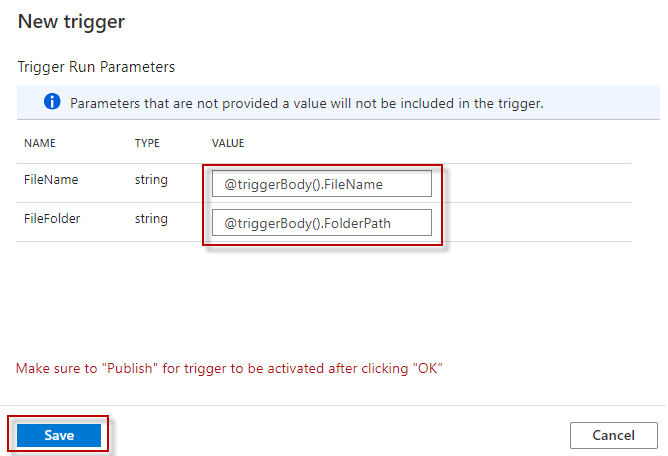 New trigger
Trigger Run Parameters
Parameters that are not provided a value will not be included in the trigger.
NAME TYPE VALUE
FileName string @triggerBody().FileName
FileFolder string @triggerBody().FolderPath
Make sure to "Publish" for trigger to be activated after clicking "OK"
Save Cancel